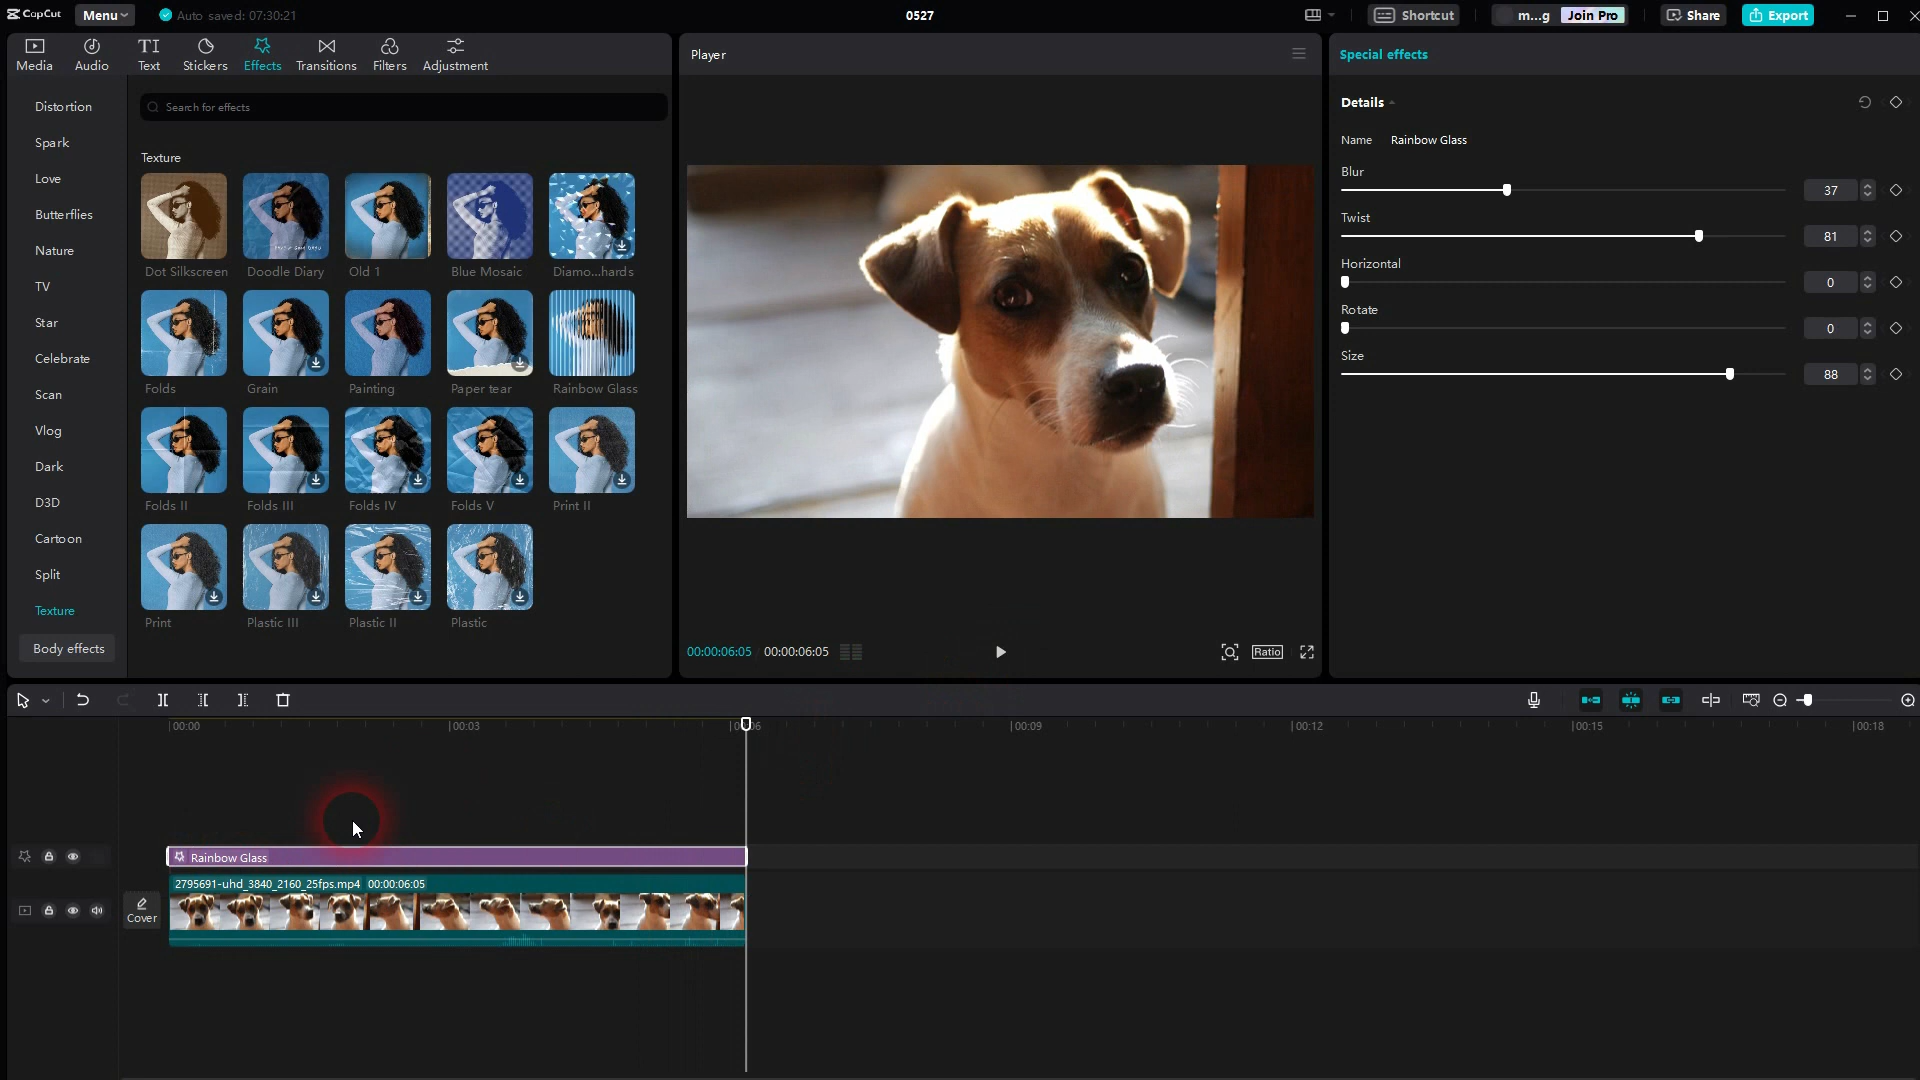 CapCut
Menu
Auto saved: 07:30:21
0527
Shortcut
m...g
Join Pro
Share
Export
Media
Audio
TI
Text
Stickers
Effects
Transitions
Filters
Adjustment
Distortion
Spark
Love
Butterflies
Nature
TV
Star
Celebrate
Scan
Vlog
Dark
D3D
Cartoon
Split
Texture
Body effects
Search for effects
Texture
Dot Silkscreen
Doodle Diary
Old 1
Blue Mosaic
Diamo...hards
Folds
Grain
Painting
Paper tear
Rainbow Glass
Folds II
Folds III
Folds IV
Folds V
Print II
Print
Plastic III
Plastic II
Plastic
Player
00:00:06:05
00:00:06:05
Ratio
Special effects
Details
Name Rainbow Glass
Blur
37
Twist
81
Horizontal
0
Rotate
0
Size
88
00:00
00:03
00:09
00:12
00:15
00:18
Rainbow Glass
2795691-uhd_3840_2160_25fps.mp4 00:00:06:05
Cover